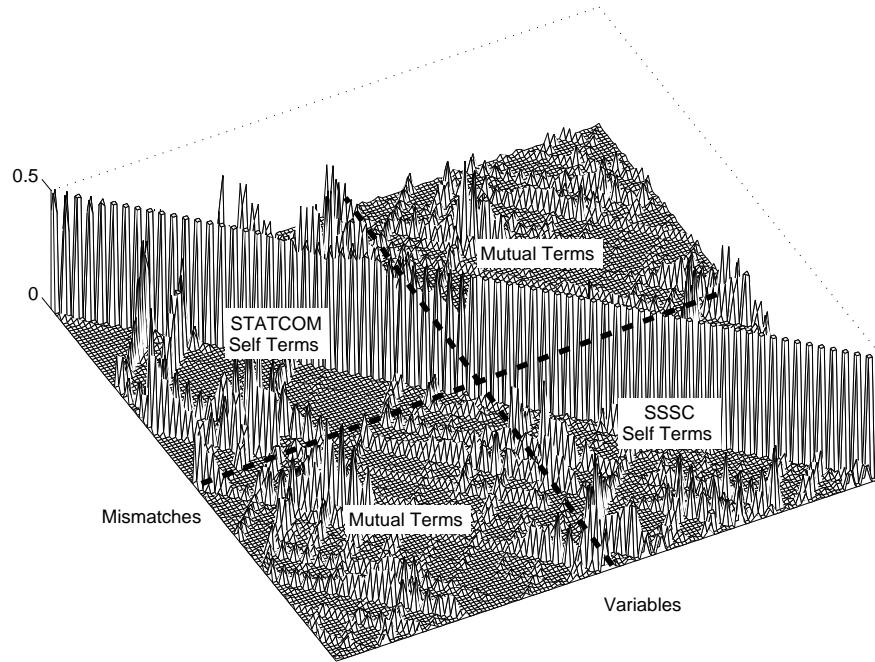 0.5
Mutual Terms
0
STATCOM
Self Terms
SSSC
Self Terms
Mismatches
Mutual Terms
Variables